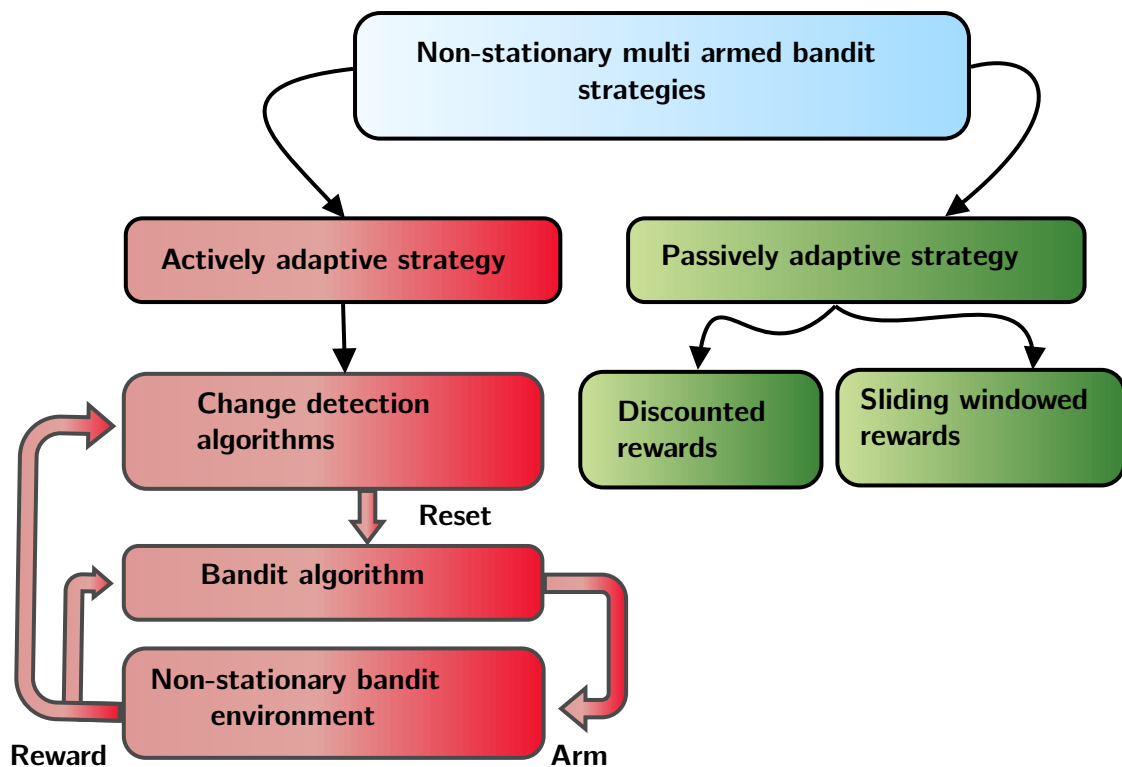 Non-stationary multi armed bandit
strategies
Actively adaptive strategy
Passively adaptive strategy
Change detection
algorithms
Discounted
rewards
Sliding windowed
rewards
Reset
Bandit algorithm
Non-stationary bandit
environment
Reward
Arm